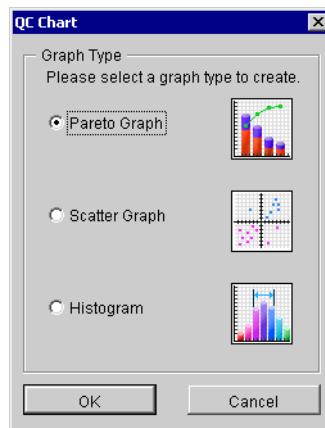 QC Chart
Graph Type
Please select a graph type to create.
Pareto Graph
Scatter Graph
Histogram
OK
Cancel